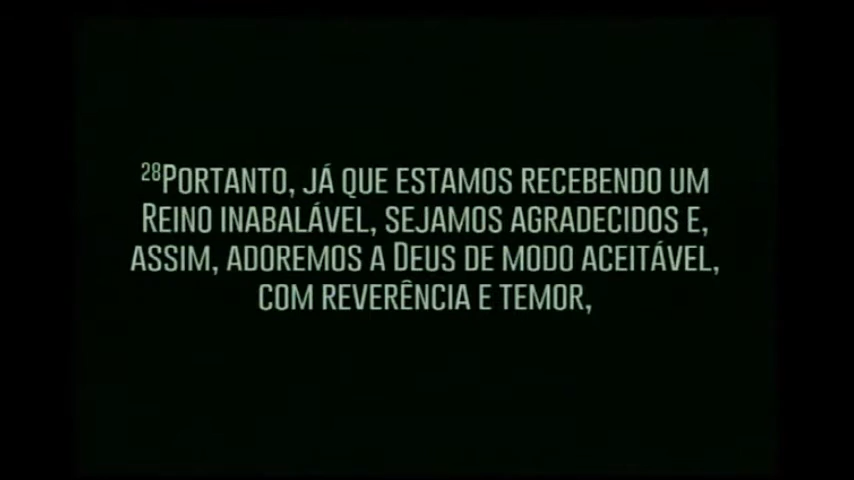 ²⁸Portanto, já que estamos recebendo um
Reino inabalável, sejamos agradecidos e,
assim, adoremos a Deus de modo aceitável,
com reverência e temor,